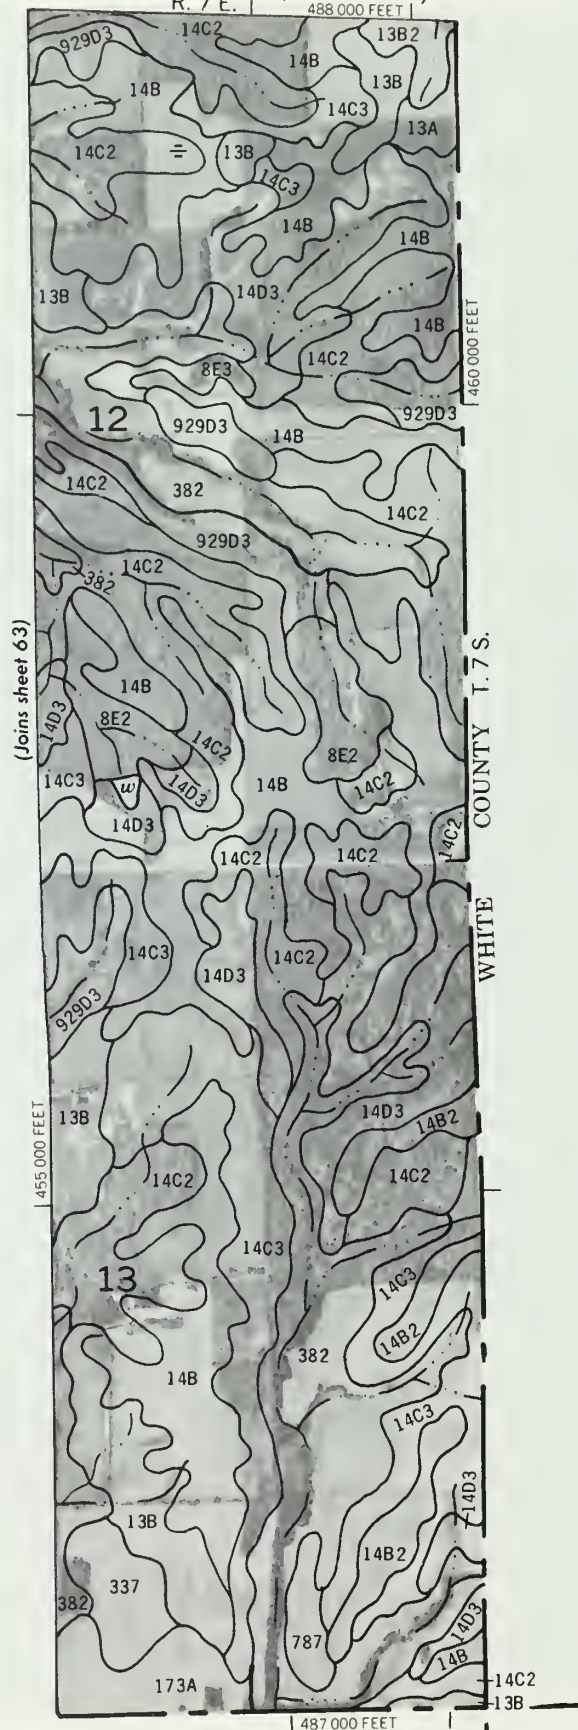 R. 7 E.
488 000 FEET
929D3
14C2
13B2
14B
13B
14B
14C3
13A
14C2
13B
14C3
14B
14B
13B
14D3
14B
460 000 FEET
14C2
8E3
929D3
12
929D3
14B
14C2
382
14C2
929D3
14C2
382
(Joins sheet 63)
14B
14D3
8E2
14C2
8E2
14C3
w
14D3
14B
14C2
14D3
COUNTY T. 7 S.
14C2
14C2
14C2
14C3
14C2
14D3
WHITE
929D3
13B
14D3
14B2
455 000 FEET
14C2
14C2
14C3
13
14C3
14B2
382
14B
14C3
14D3
13B
14B2
337
382
14D3
787
14B
173A
14C2
13B
487 000 FEET